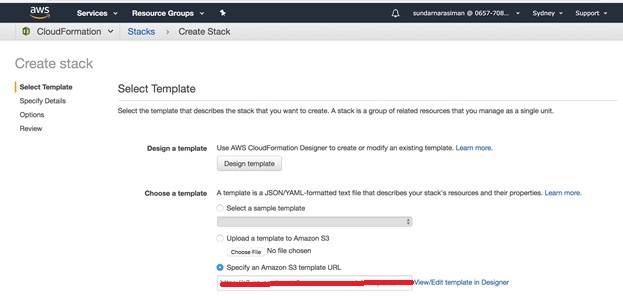 aws
Services
Resource Groups
sundarnarasiman @ 0657-708...
Sydney
Support
CloudFormation
Stacks
Create Stack
Create stack
Select Template
Specify Details
Options
Review
Select Template
Select the template that describes the stack that you want to create. A stack is a group of related resources that you manage as a single unit.
Design a template
Use AWS CloudFormation Designer to create or modify an existing template. Learn more.
Design template
Choose a template
A template is a JSON/YAML-formatted text file that describes your stack's resources and their properties. Learn more.
Select a sample template
Upload a template to Amazon S3
Choose File No file chosen
Specify an Amazon S3 template URL
View/Edit template in Designer